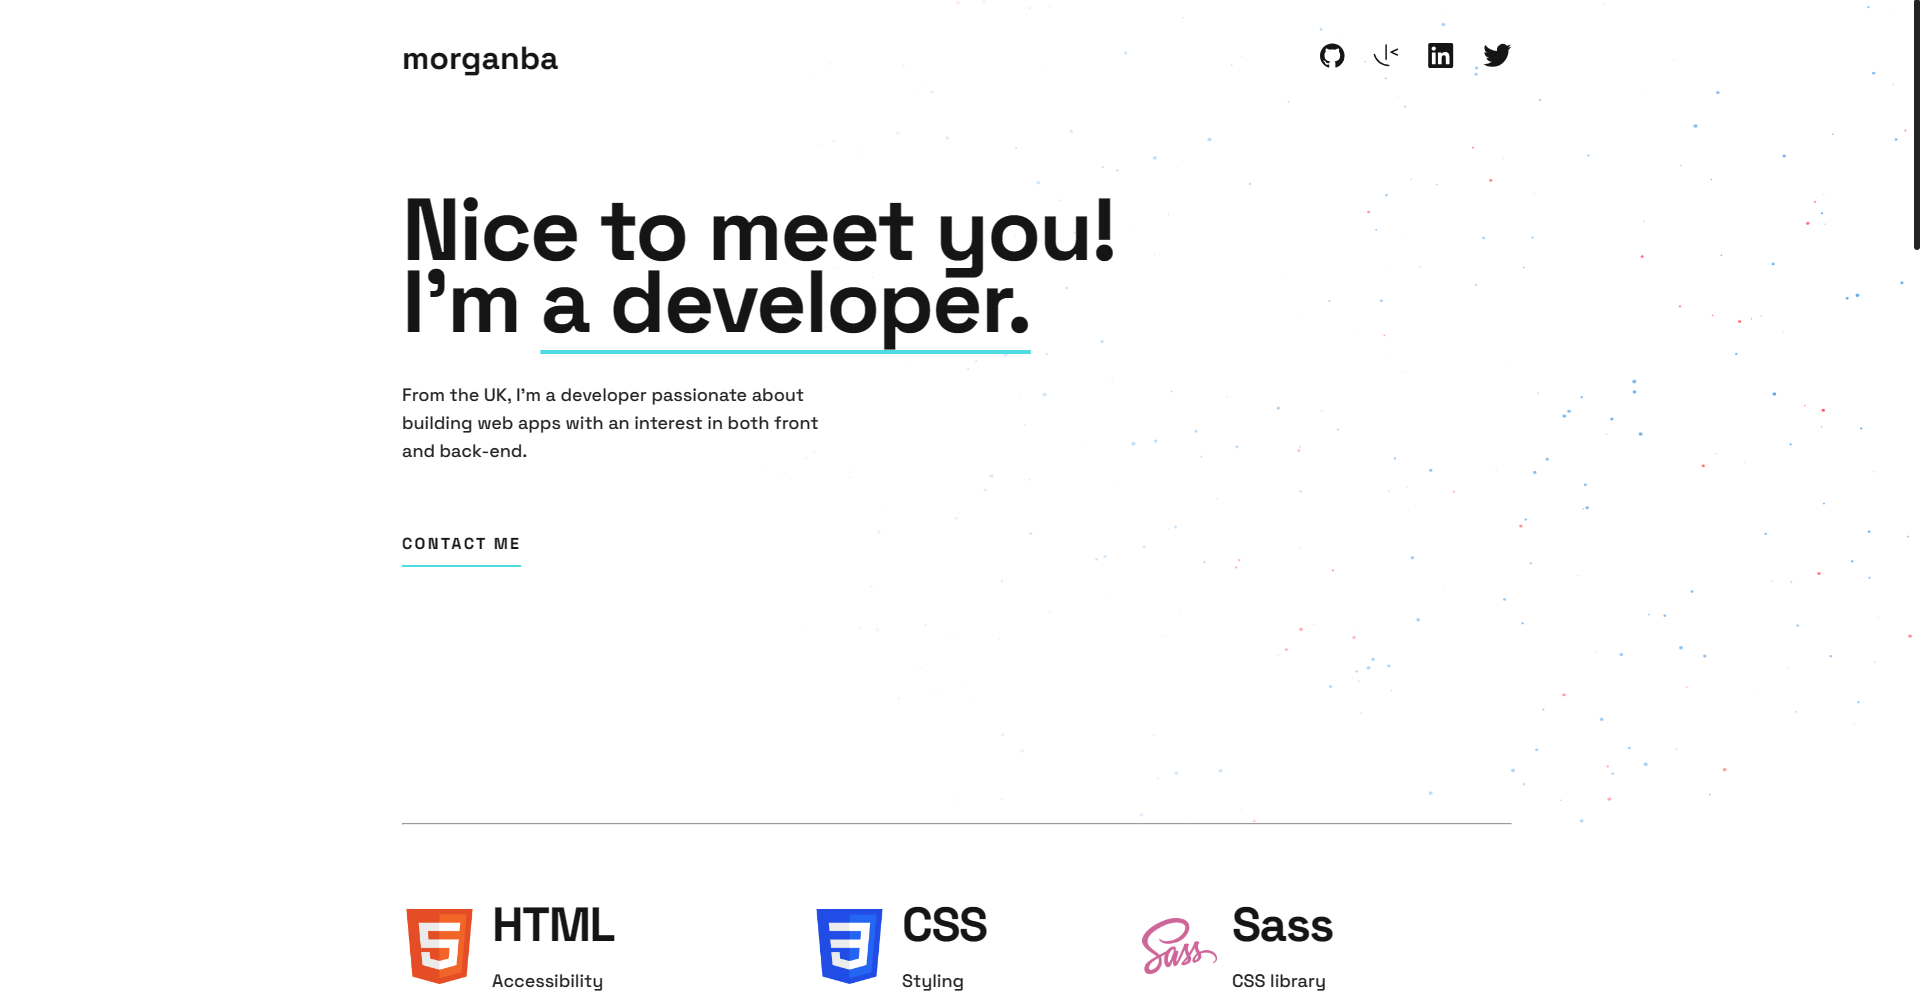 morganba
Nice to meet you!
I’m a developer.
From the UK, I’m a developer passionate about
building web apps with an interest in both front
and back-end.
CONTACT ME
HTML
Accessibility
CSS
Styling
Sass
Sass
CSS library